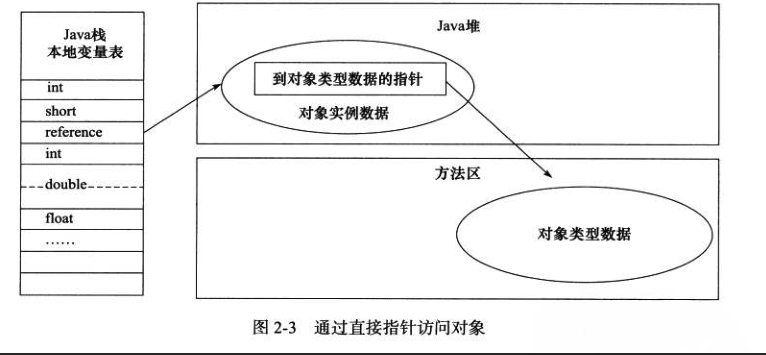 Java栈
本地变量表
int
short
reference
int
double
float
……
Java堆
到对象类型数据的指针
对象实例数据
方法区
对象类型数据
图 2-3 通过直接指针访问对象